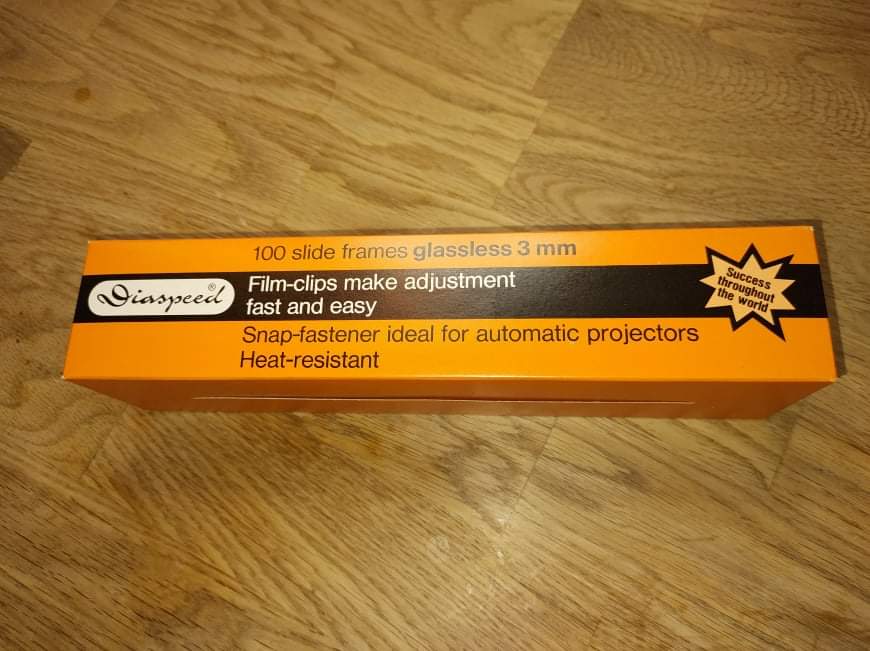 100 slide frames glassless 3 mm
Diaspeed®
Film-clips make adjustment
fast and easy
Snap-fastener ideal for automatic projectors
Heat-resistant
Success
throughout
the world